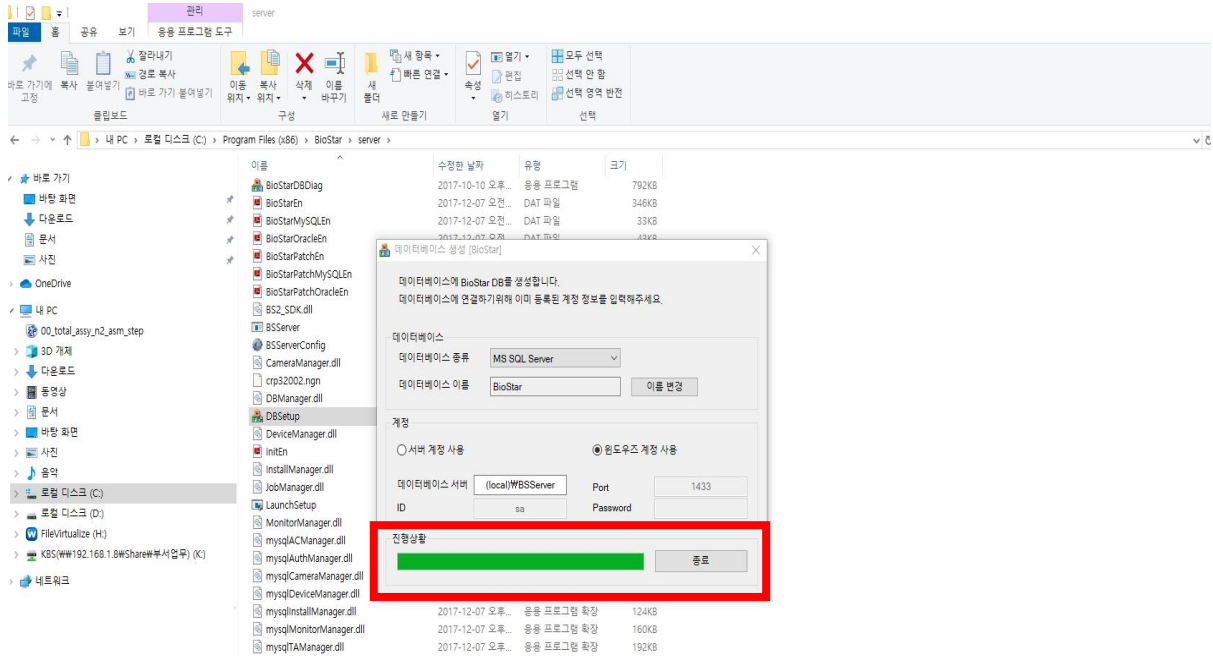 관리
server
파일
홈
공유
보기
응용 프로그램 도구
바로 가기에 고정
복사
붙여넣기
잘라내기
경로 복사
바로 가기 붙여넣기
이동 위치
복사 위치
삭제
이름 바꾸기
새 폴더
새 항목
빠른 연결
속성
열기
편집
히스토리
모두 선택
선택 안 함
선택 영역 반전
클립보드
구성
새로 만들기
열기
선택
내 PC > 로컬 디스크 (C:) > Program Files (x86) > BioStar > server >
이름 수정한 날짜 유형 크기
바로 가기
바탕 화면
다운로드
문서
사진
OneDrive
내 PC
00_total_assy_n2_asm_step
3D 개체
다운로드
동영상
문서
바탕 화면
사진
음악
로컬 디스크 (C:)
로컬 디스크 (D:)
FileVirtualize (H:)
KBS(₩₩192.168.1.8₩Share₩부서업무) (K:)
네트워크
BioStarDBDiag 2017-10-10 오후... 응용 프로그램 792KB
BioStarEn 2017-12-07 오전... DAT 파일 346KB
BioStarMySQLEn 2017-12-07 오전... DAT 파일 33KB
BioStarOracleEn 2017-12-07 오전 DAT 파일 43KB
BioStarPatchEn
BioStarPatchMySQLEn
BioStarPatchOracleEn
BS2_SDK.dll
BSServer
BSServerConfig
CameraManager.dll
crp32002.ngn
DBManager.dll
DBSetup
DeviceManager.dll
InitEn
InstallManager.dll
JobManager.dll
LaunchSetup
MonitorManager.dll
mysqlACManager.dll
mysqlAuthManager.dll
mysqlCameraManager.dll
mysqlDeviceManager.dll
mysqlInstallManager.dll 2017-12-07 오후... 응용 프로그램 확장 124KB
mysqlMonitorManager.dll 2017-12-07 오후... 응용 프로그램 확장 160KB
mysqlTAManager.dll 2017-12-07 오후... 응용 프로그램 확장 192KB
데이터베이스 생성 [BioStar]
데이터베이스에 BioStar DB를 생성합니다.
데이터베이스에 연결하기위해 이미 등록된 계정 정보를 입력해주세요.
데이터베이스
데이터베이스 종류 MS SQL Server
데이터베이스 이름 BioStar 이름 변경
계정
서버 계정 사용 윈도우즈 계정 사용
데이터베이스 서버 (local)₩BSServer Port 1433
ID sa Password
진행상황
종료